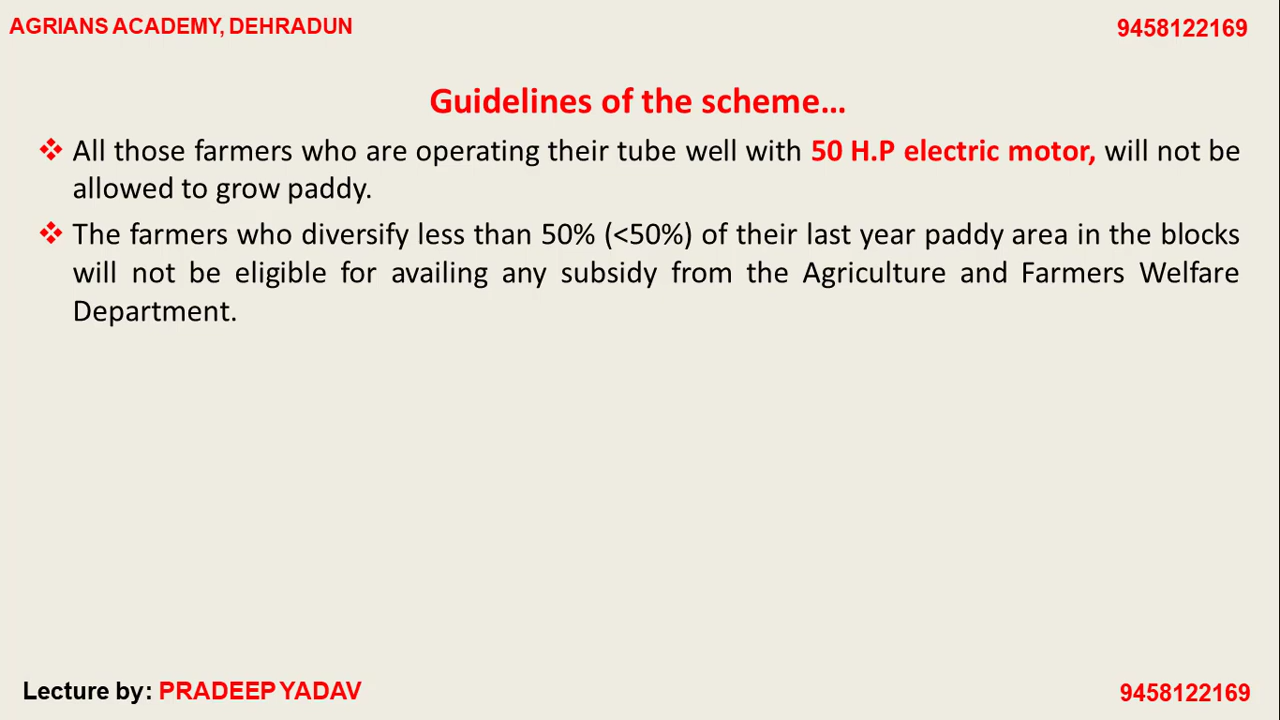 AGRIANS ACADEMY, DEHRADUN
9458122169
Guidelines of the scheme...
❖ All those farmers who are operating their tube well with 50 H.P electric motor, will not be
allowed to grow paddy.
❖ The farmers who diversify less than 50% (<50%) of their last year paddy area in the blocks
will not be eligible for availing any subsidy from the Agriculture and Farmers Welfare
Department.
Lecture by: PRADEEP YADAV
9458122169